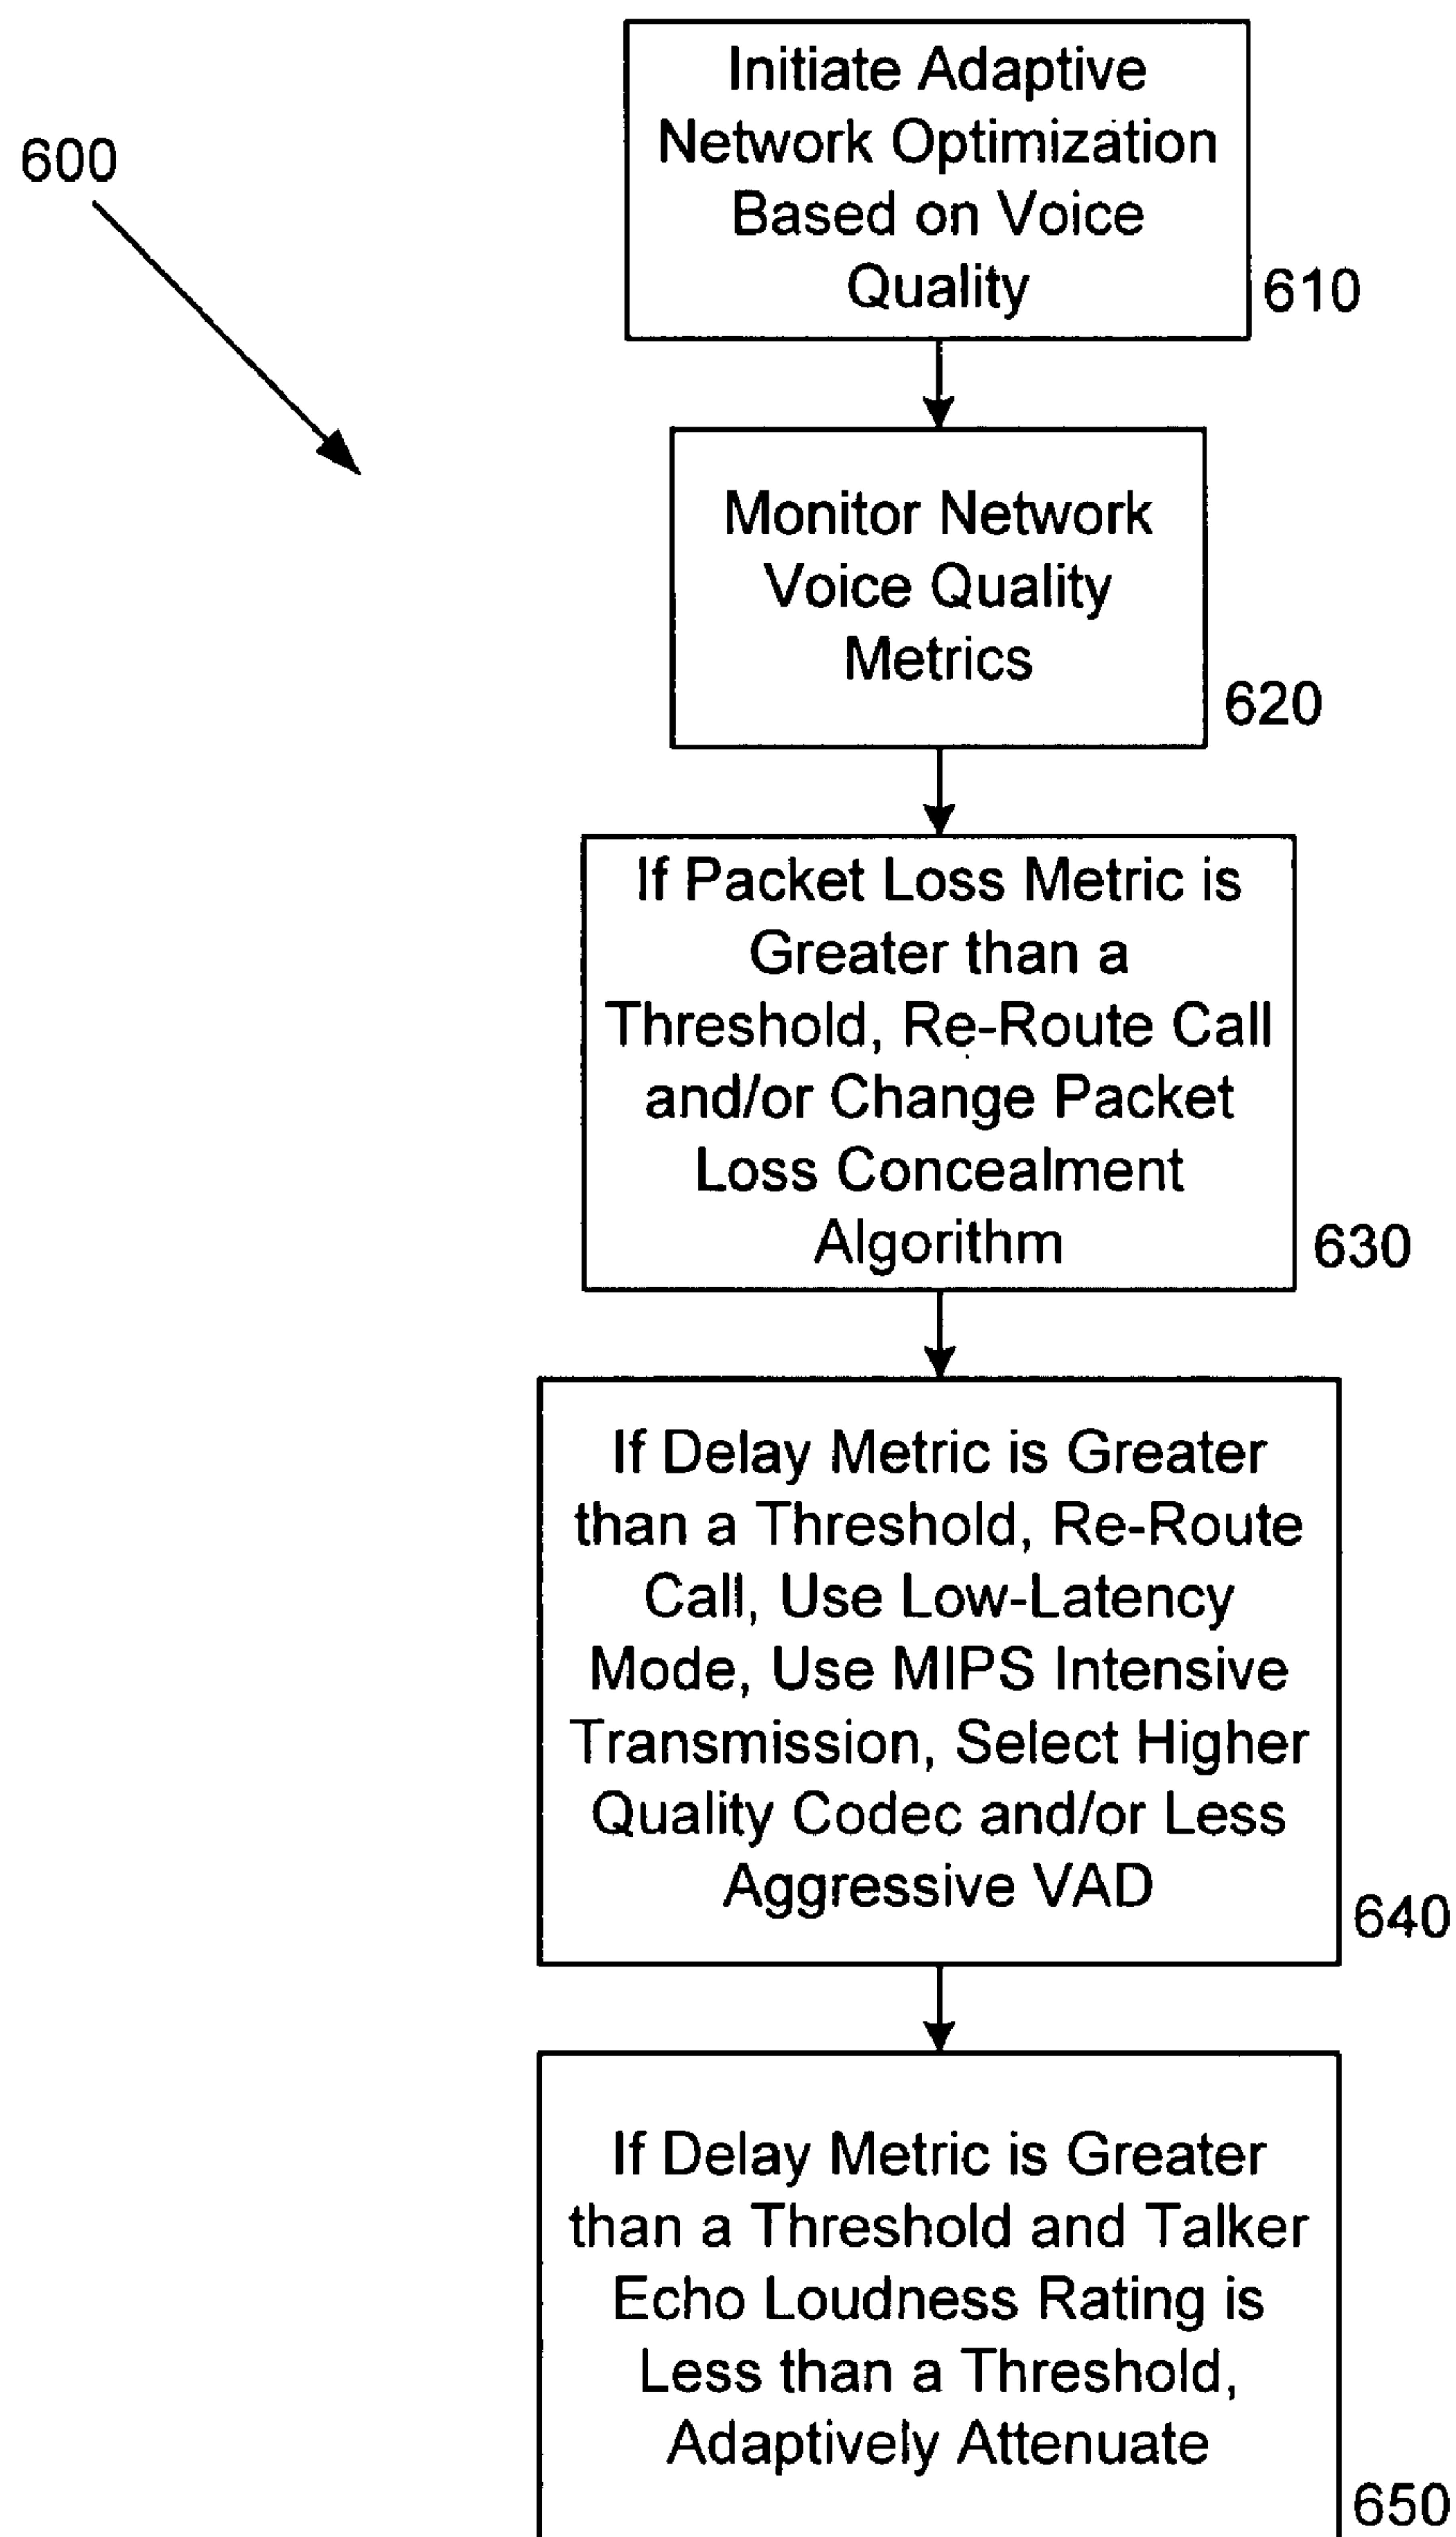 600
Initiate Adaptive
Network Optimization
Based on Voice
Quality
610
Monitor Network
Voice Quality
Metrics
620
If Packet Loss Metric is
Greater than a
Threshold, Re-Route Call
and/or Change Packet
Loss Concealment
Algorithm
630
If Delay Metric is Greater
than a Threshold, Re-Route
Call, Use Low-Latency
Mode, Use MIPS Intensive
Transmission, Select Higher
Quality Codec and/or Less
Aggressive VAD
640
If Delay Metric is Greater
than a Threshold and Talker
Echo Loudness Rating is
Less than a Threshold,
Adaptively Attenuate
650